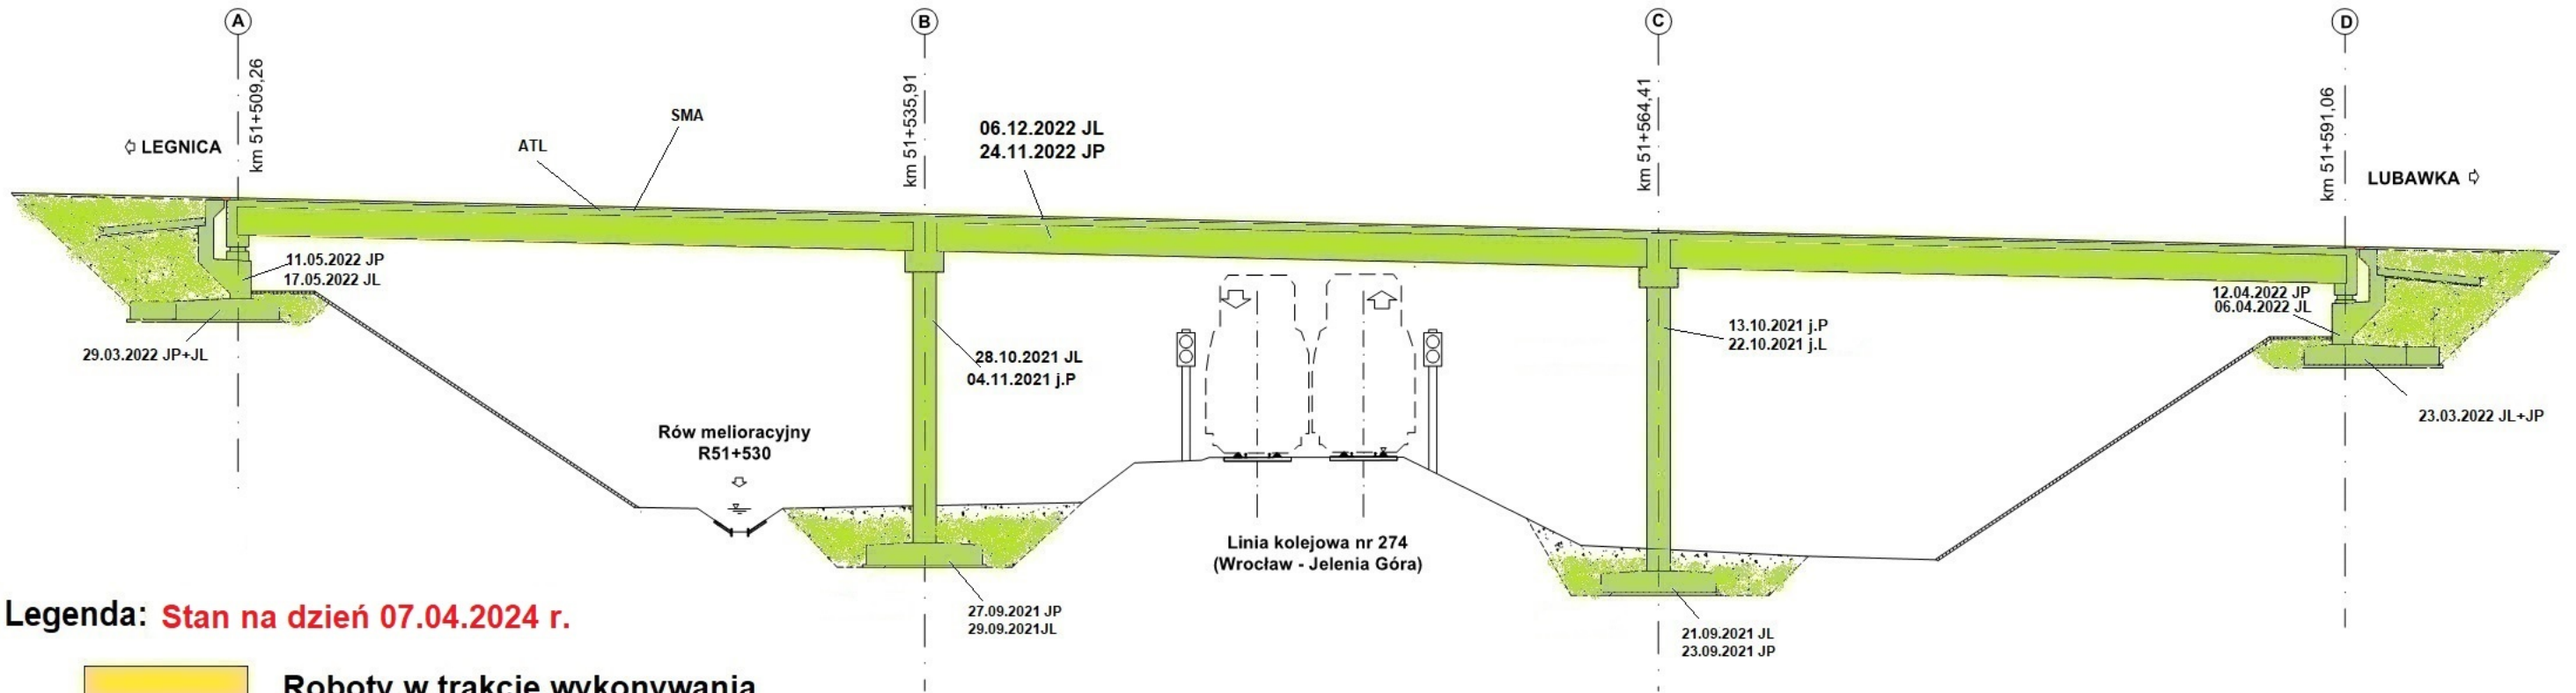 A
B
C
D
km 51+509,26
km 51+535,91
km 51+564,41
km 51+591,06
⇦ LEGNICA
ATL
SMA
06.12.2022 JL
24.11.2022 JP
LUBAWKA ⇨
11.05.2022 JP
17.05.2022 JL
29.03.2022 JP+JL
28.10.2021 JL
04.11.2021 j.P
13.10.2021 j.P
22.10.2021 j.L
12.04.2022 JP
06.04.2022 JL
23.03.2022 JL+JP
Rów melioracyjny
R51+530
Linia kolejowa nr 274
(Wrocław - Jelenia Góra)
27.09.2021 JP
29.09.2021JL
21.09.2021 JL
23.09.2021 JP
Legenda: Stan na dzień 07.04.2024 r.
Roboty w trakcie wykonywania